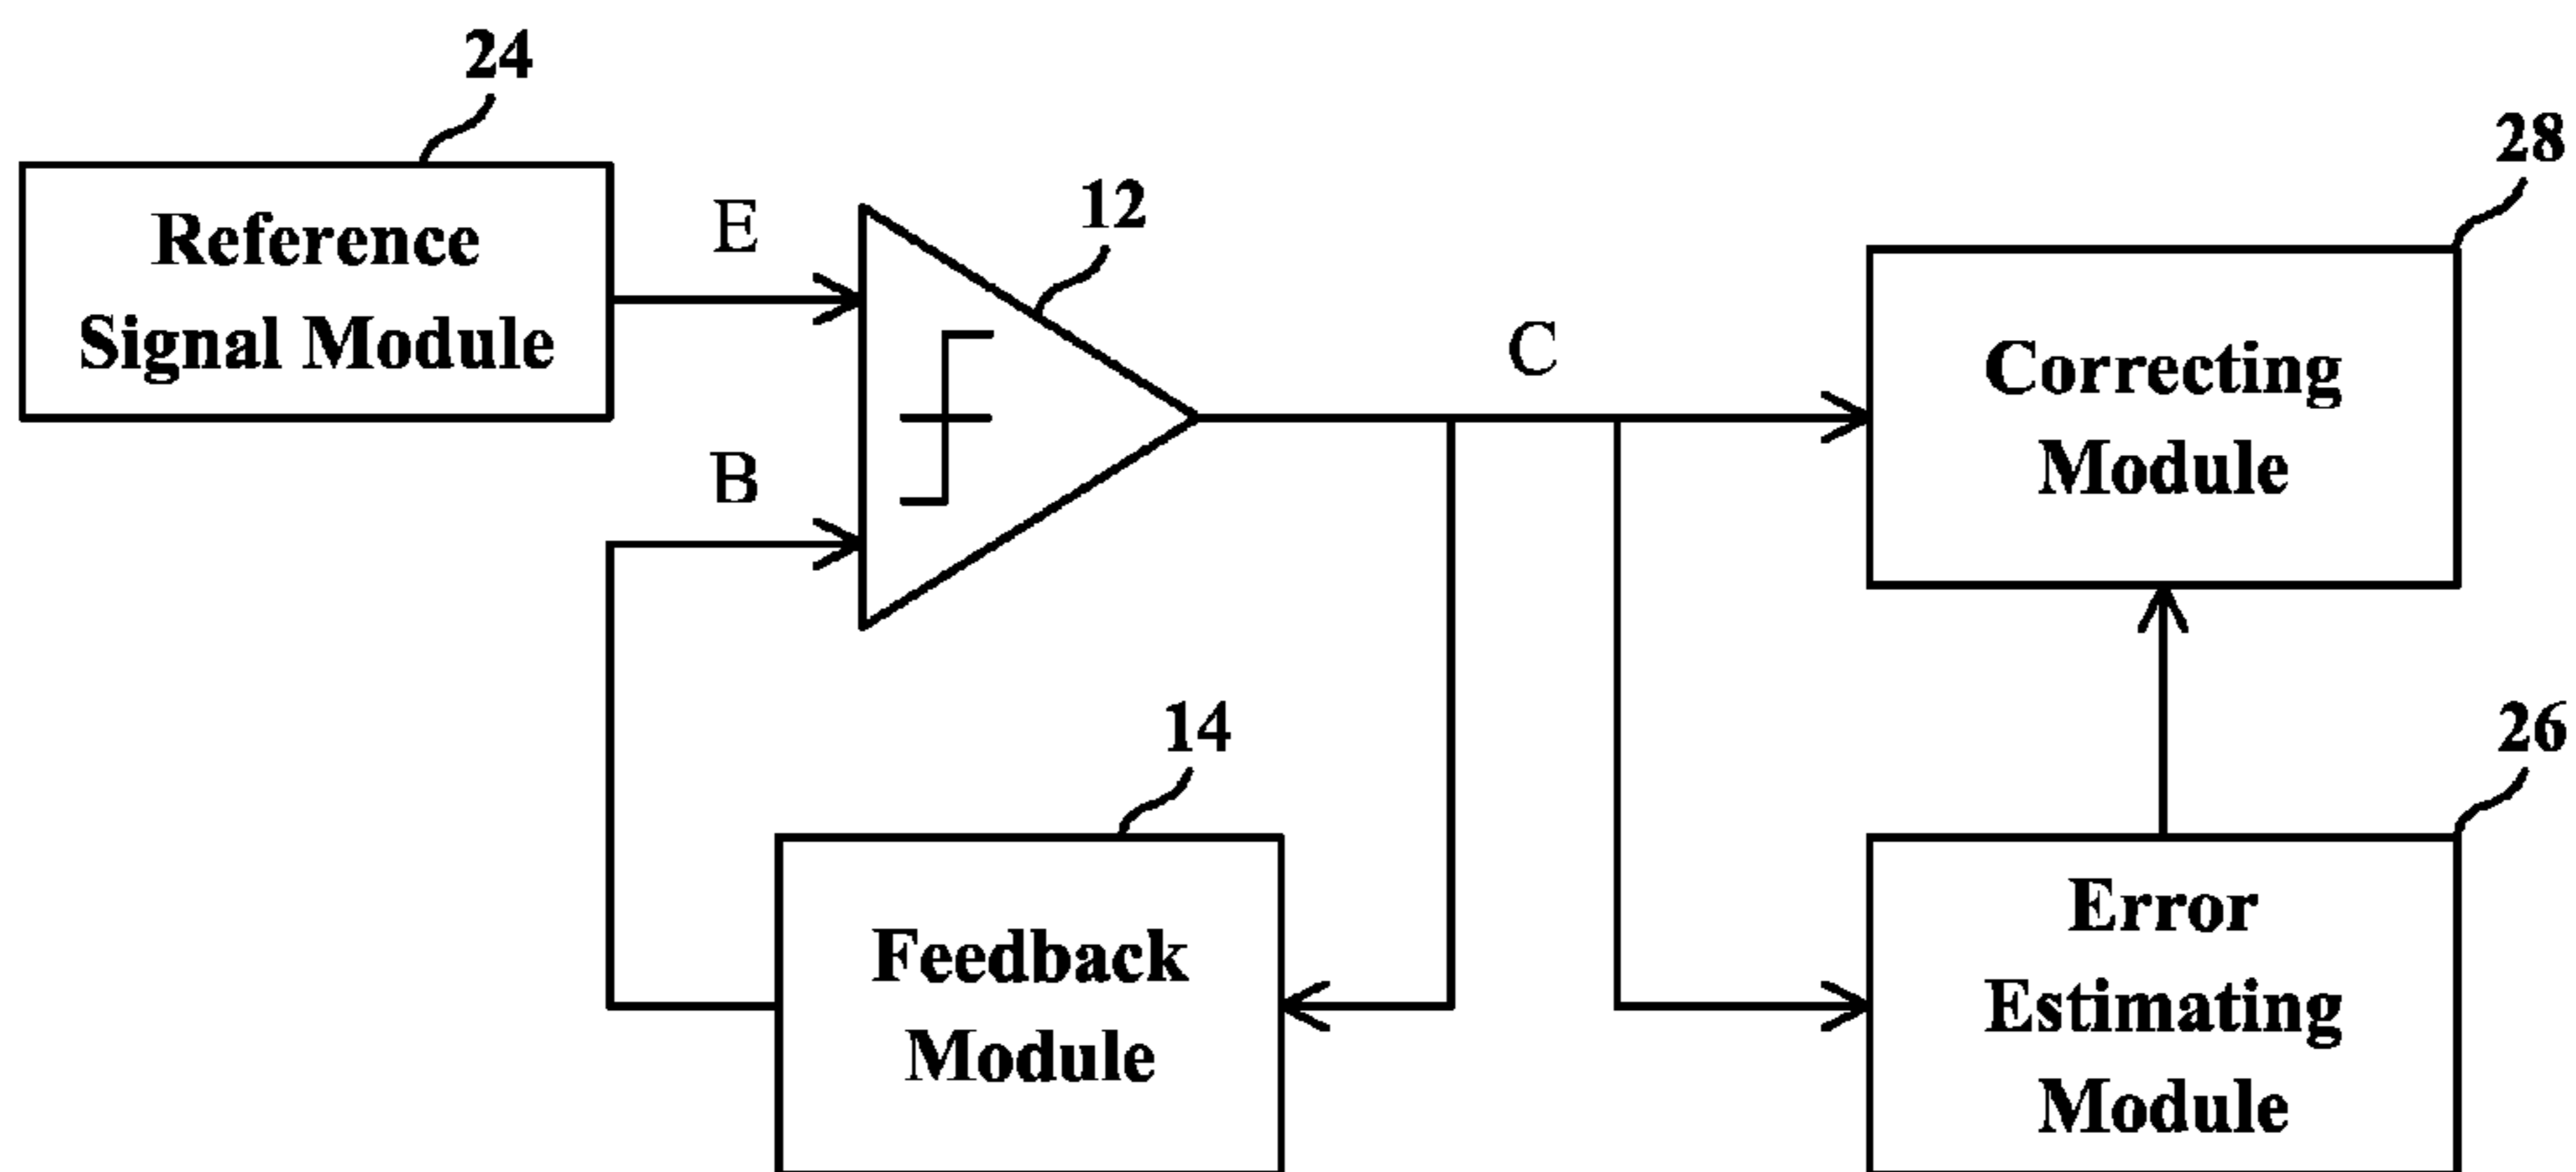 24
Reference
Signal Module
E
B
12
C
28
Correcting
Module
14
Feedback
Module
26
Error
Estimating
Module